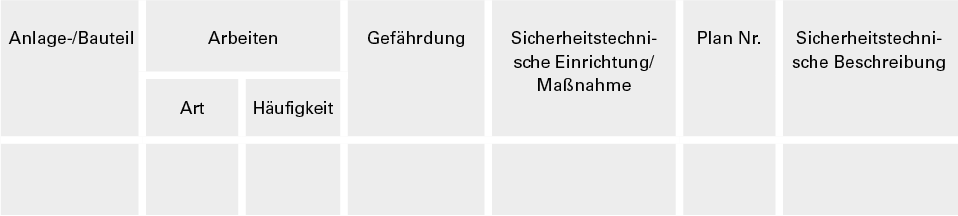 Anlage-/Bauteil
Arbeiten
Art
Häufigkeit
Gefährdung
Sicherheitstechni-
sche Einrichtung/
Maßnahme
Plan Nr.
Sicherheitstechni-
sche Beschreibung